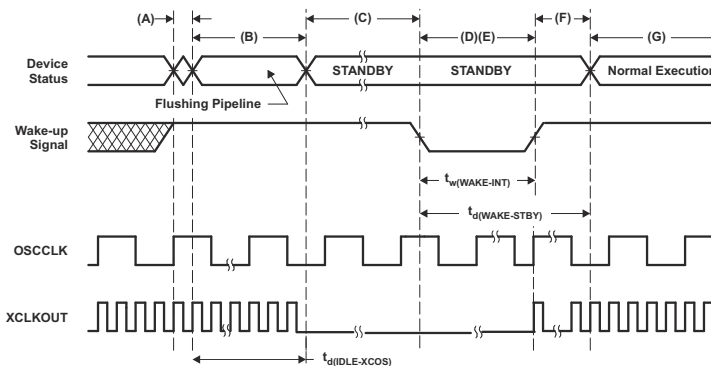 (A)
(B)
(C)
(D)(E)
(F)
(G)
Device
Status
STANDBY
STANDBY
Normal Execution
Flushing Pipeline
Wake-up
Signal
tw(WAKE-INT)
td(WAKE-STBY)
OSCCLK
XCLKOUT
td(IDLE-XCOS)